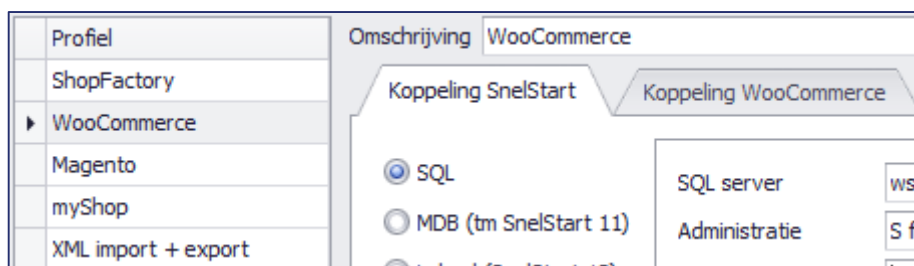 Profiel
ShopFactory
WooCommerce
Magento
myShop
XML import + export
Omschrijving WooCommerce
Koppeling SnelStart
Koppeling WooCommerce
SQL
MDB (tm SnelStart 11)
SQL server ws
Administratie S f